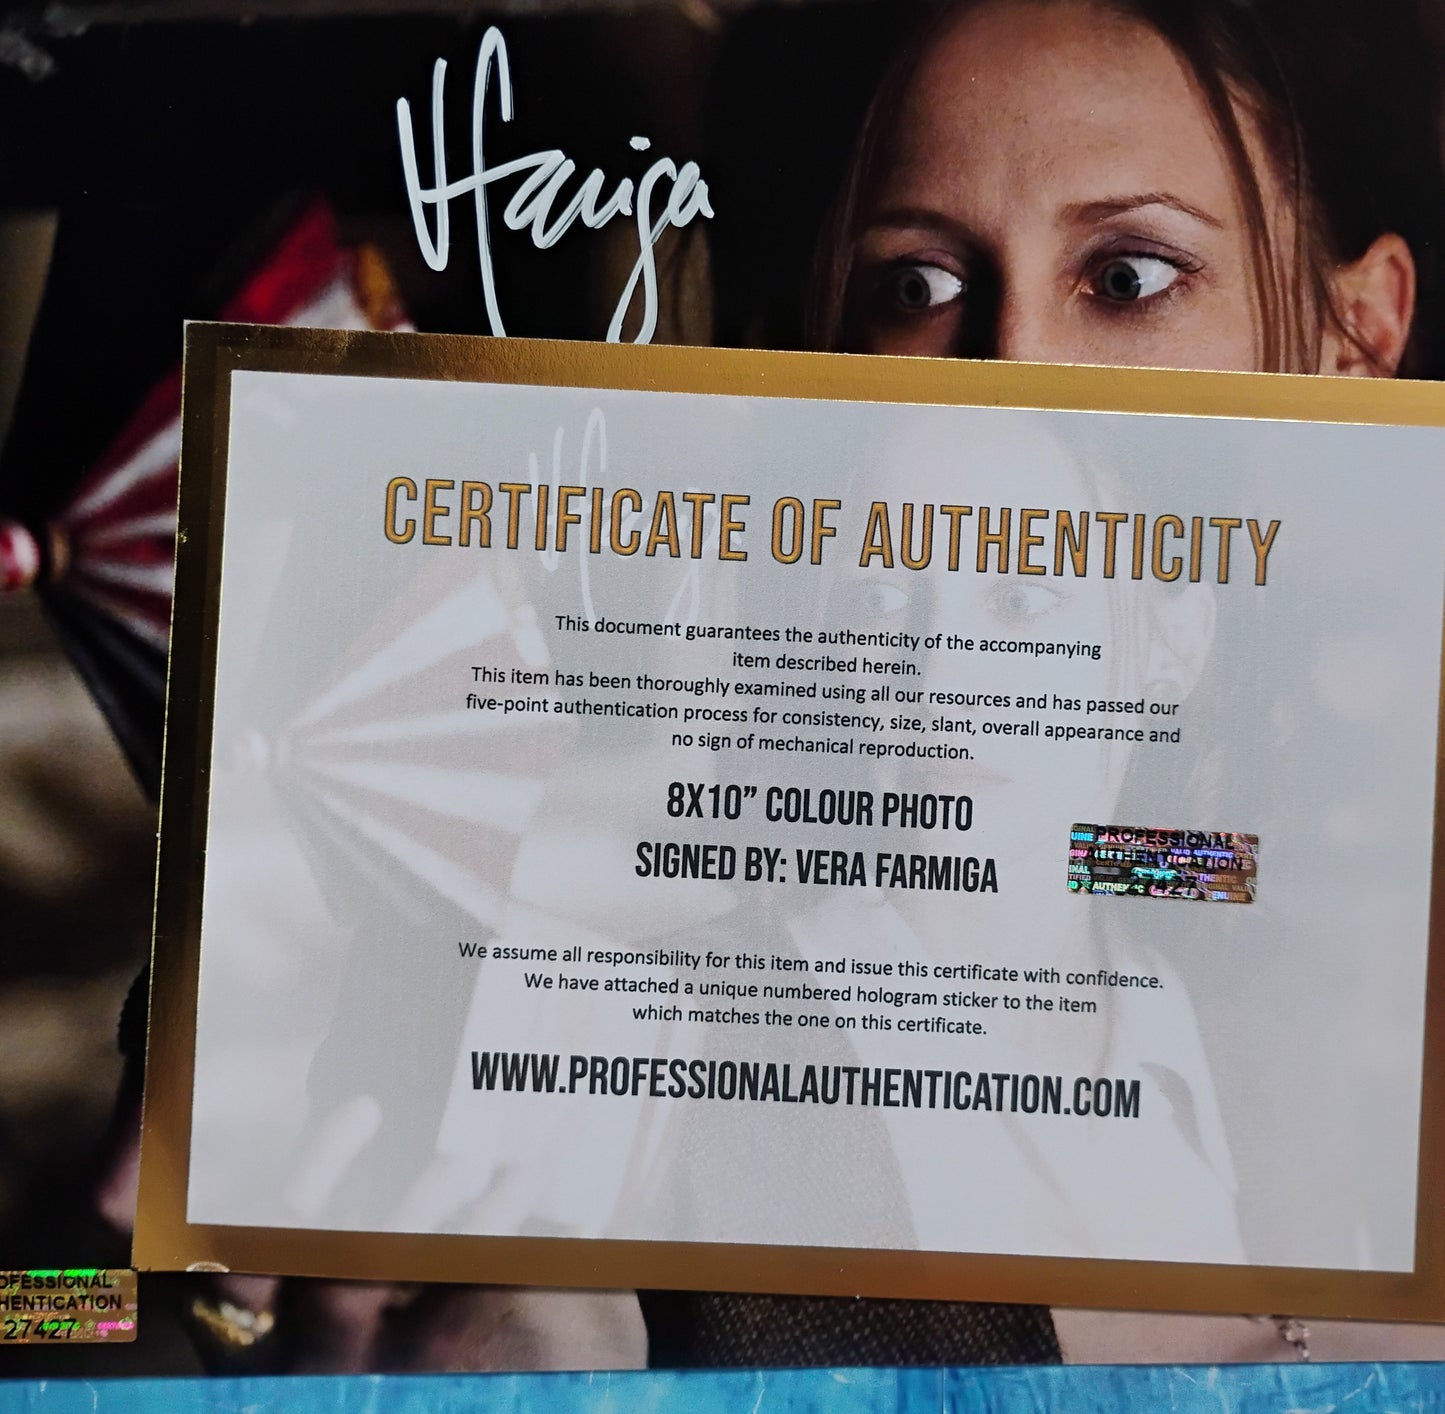 VFarmiga
CERTIFICATE OF AUTHENTICITY
This document guarantees the authenticity of the accompanying
item described herein.
This item has been thoroughly examined using all our resources and has passed our
five-point authentication process for consistency, size, slant, overall appearance and
no sign of mechanical reproduction.
8X10” COLOUR PHOTO
SIGNED BY: VERA FARMIGA
PROFESSIONAL
AUTHENTICATION
We assume all responsibility for this item and issue this certificate with confidence.
We have attached a unique numbered hologram sticker to the item
which matches the one on this certificate.
WWW.PROFESSIONALAUTHENTICATION.COM
OFESSIONAL
HENTICATION
27427